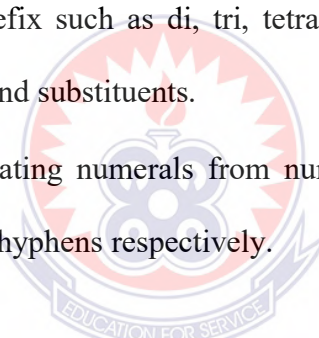 efix such as di, tri, tetra
nd substituents.
ating numerals from nu
hyphens respectively.
EDUCATION FOR SERVICE